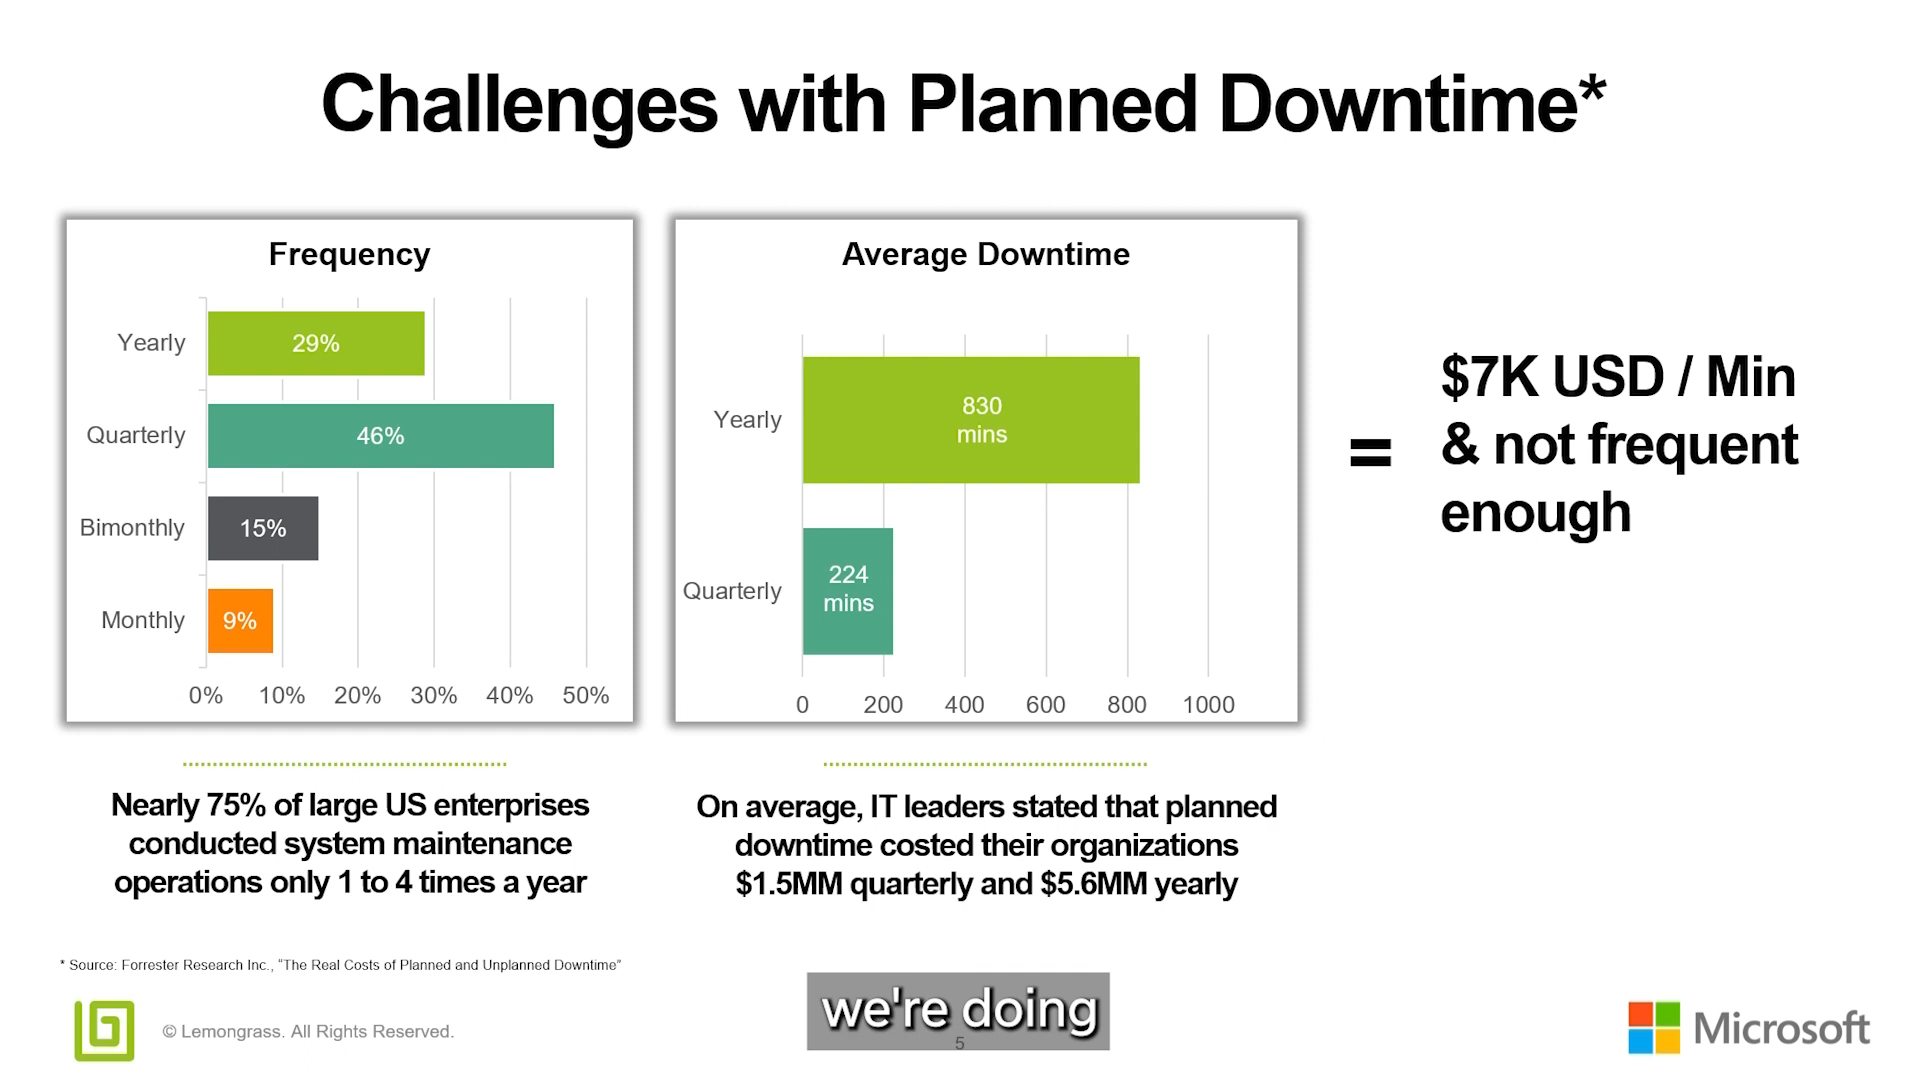 Challenges with Planned Downtime*
Frequency
Yearly
29%
Quarterly
46%
Bimonthly
15%
Monthly
9%
0% 10% 20% 30% 40% 50%
Average Downtime
Yearly
830
mins
Quarterly
224
mins
0 200 400 600 800 1000
=
$7K USD / Min
& not frequent
enough
Nearly 75% of large US enterprises
conducted system maintenance
operations only 1 to 4 times a year
On average, IT leaders stated that planned
downtime costed their organizations
$1.5MM quarterly and $5.6MM yearly
* Source: Forrester Research Inc., “The Real Costs of Planned and Unplanned Downtime”
© Lemongrass. All Rights Reserved.
we're doing
5
Microsoft